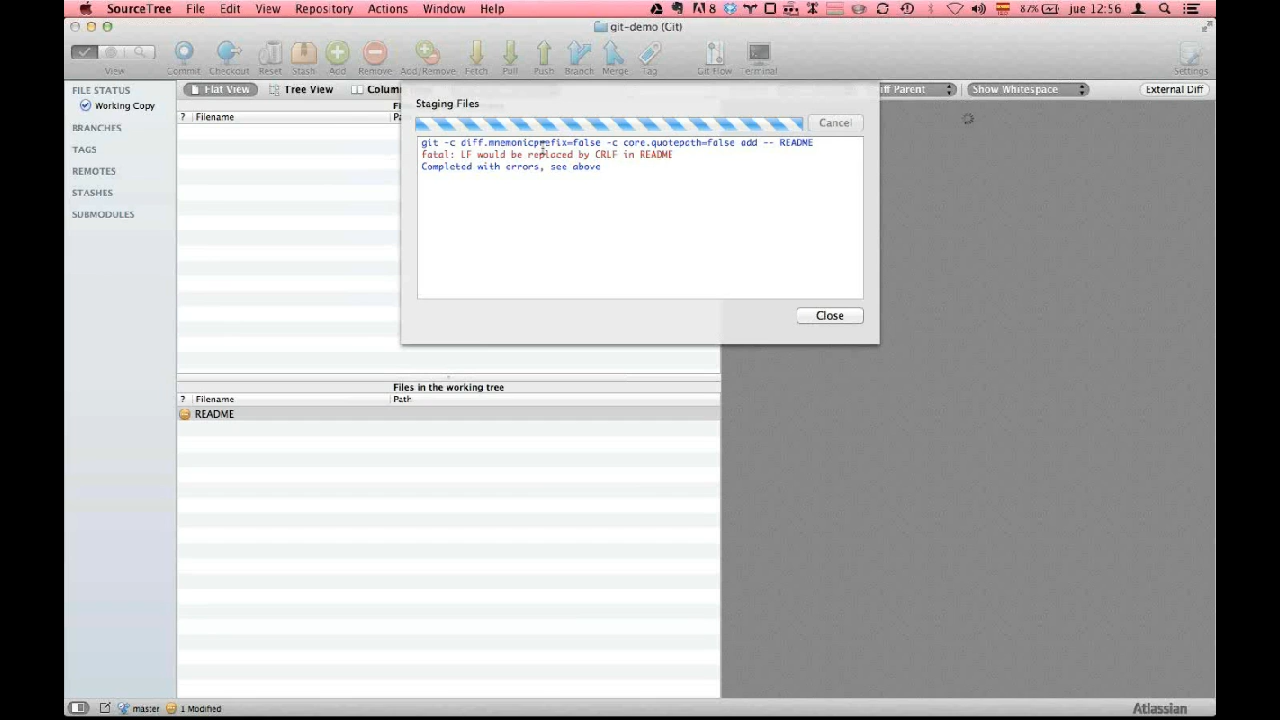 SourceTree File Edit View Repository Actions Window Help 8 87% jue 12:56
git-demo (Git)
View Commit Checkout Reset Stash Add Remove Add/Remove Fetch Pull Push Branch Merge Tag Git Flow Terminal Settings
FILE STATUS
Working Copy
BRANCHES
TAGS
REMOTES
STASHES
SUBMODULES
Flat View Tree View Parent Show Whitespace External Diff
? Filename
Staging Files
Cancel
git -c diff.mnemonicprefix=false -c core.quotepath=false add -- README
fatal: LF would be replaced by CRLF in README
Completed with errors, see above
Close
Files in the working tree
? Filename Path
README
master 1 Modified Atlassian